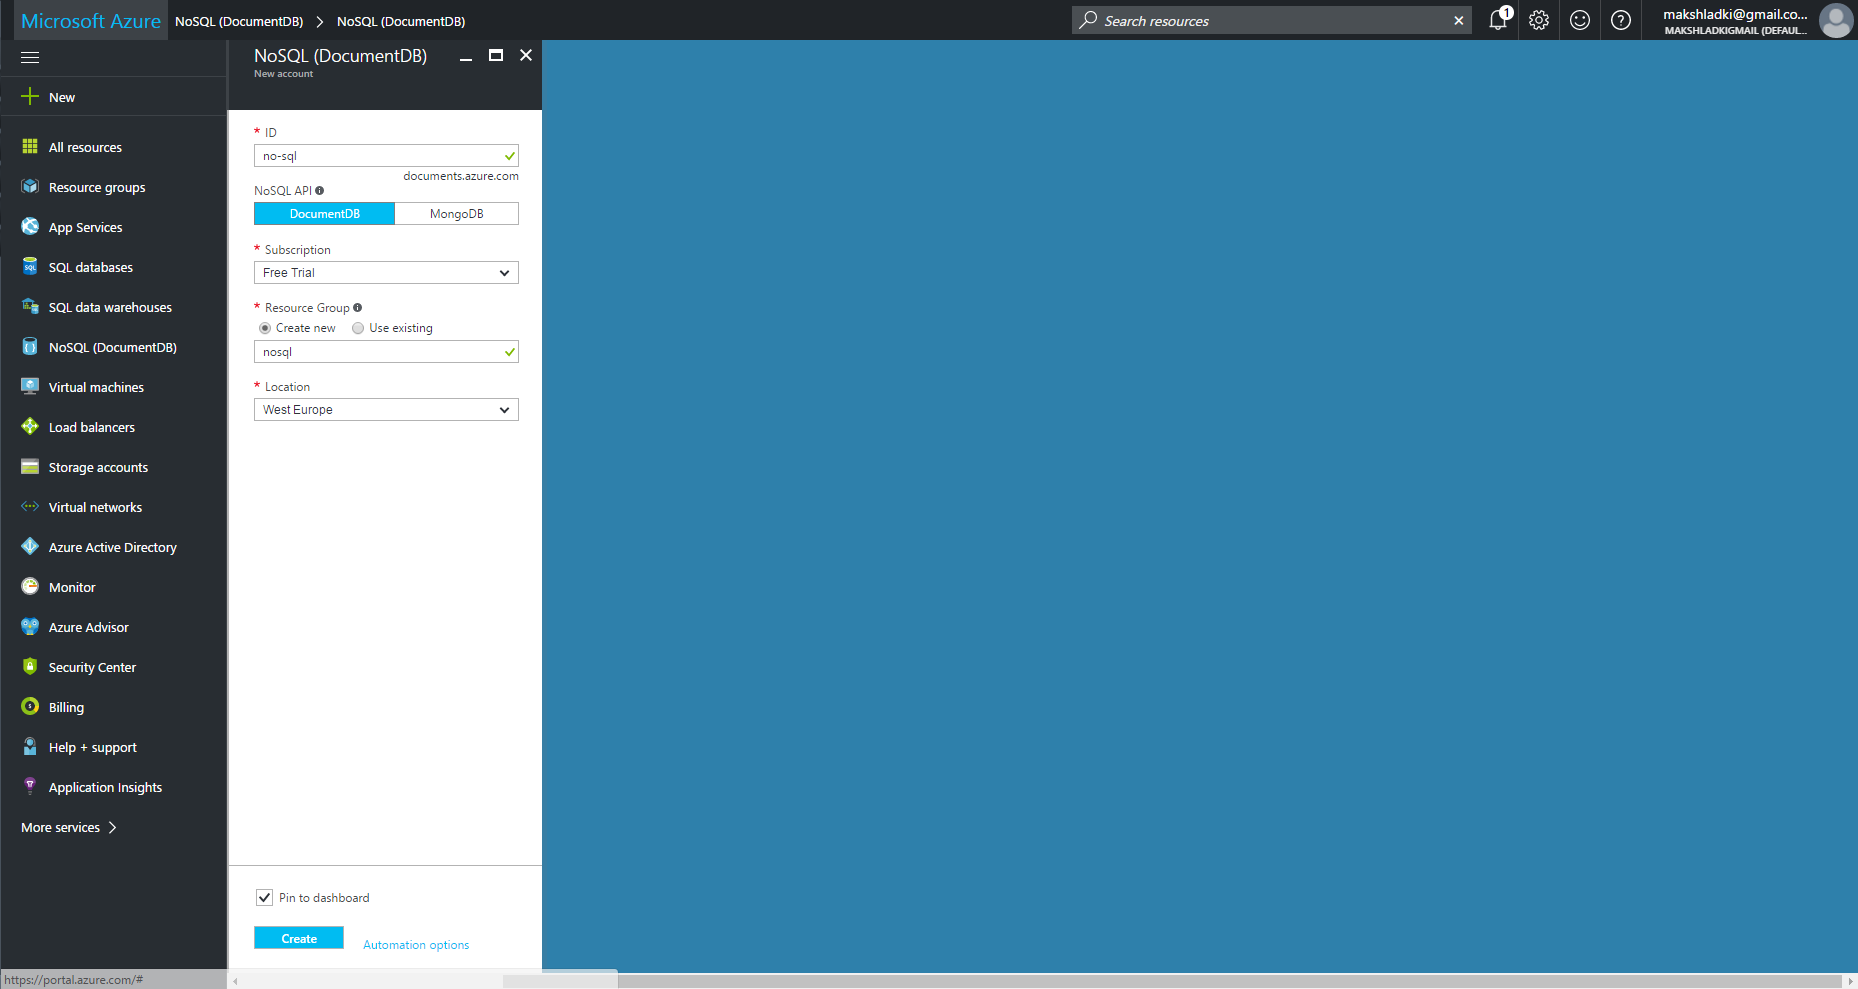 Microsoft Azure NoSQL (DocumentDB) NoSQL (DocumentDB)
Search resources
1
makshladki@gmail.co...
MAKSHLADKIGMAIL (DEFAUL...
New
All resources
Resource groups
App Services
SQL databases
SQL data warehouses
NoSQL (DocumentDB)
Virtual machines
Load balancers
Storage accounts
Virtual networks
Azure Active Directory
Monitor
Azure Advisor
Security Center
Billing
Help + support
Application Insights
More services
https://portal.azure.com/#
NoSQL (DocumentDB)
New account
* ID
no-sql
documents.azure.com
NoSQL API
DocumentDB MongoDB
* Subscription
Free Trial
* Resource Group
Create new Use existing
nosql
* Location
West Europe
Pin to dashboard
Create Automation options